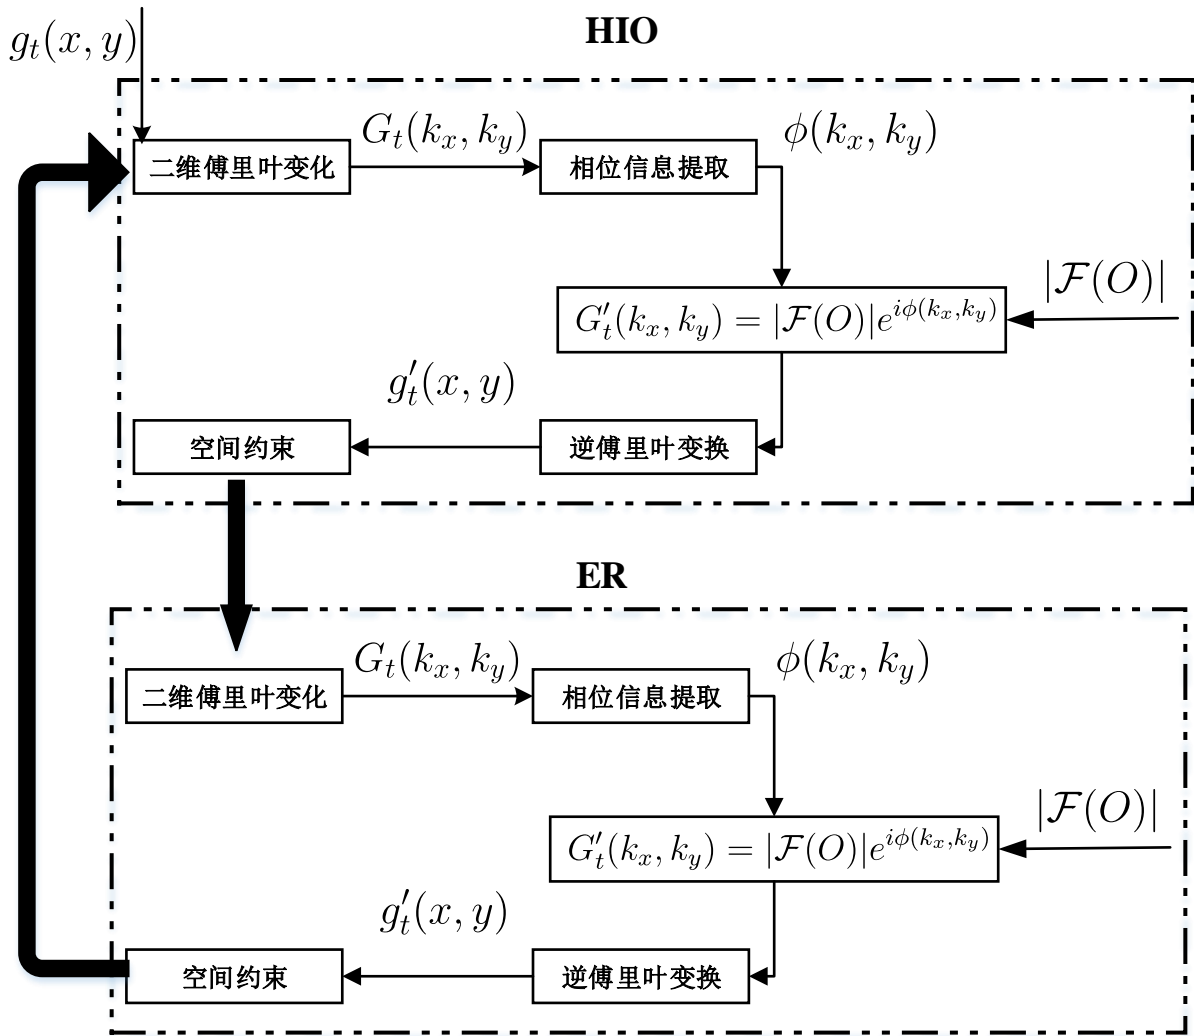 HIO
g_t(x, y)
G_t(k_x, k_y)
ϕ(k_x, k_y)
二维傅里叶变化
相位信息提取
|ℱ(O)|
G′_t(k_x, k_y) = |ℱ(O)|e^{iϕ(k_x,k_y)}
g′_t(x, y)
空间约束
逆傅里叶变换
ER
G_t(k_x, k_y)
ϕ(k_x, k_y)
二维傅里叶变化
相位信息提取
|ℱ(O)|
G′_t(k_x, k_y) = |ℱ(O)|e^{iϕ(k_x,k_y)}
g′_t(x, y)
空间约束
逆傅里叶变换